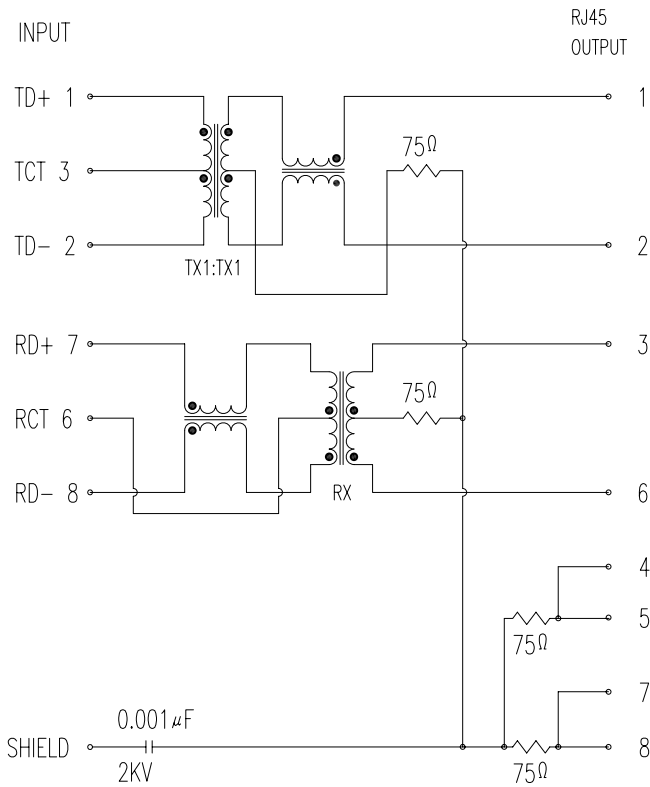 INPUT
RJ45
OUTPUT
TD+ 1
1
75Ω
TCT 3
TD- 2
2
TX1:TX1
RD+ 7
3
75Ω
RCT 6
RD- 8
RX
6
4
5
75Ω
7
0.001μF
SHIELD
8
2KV
75Ω